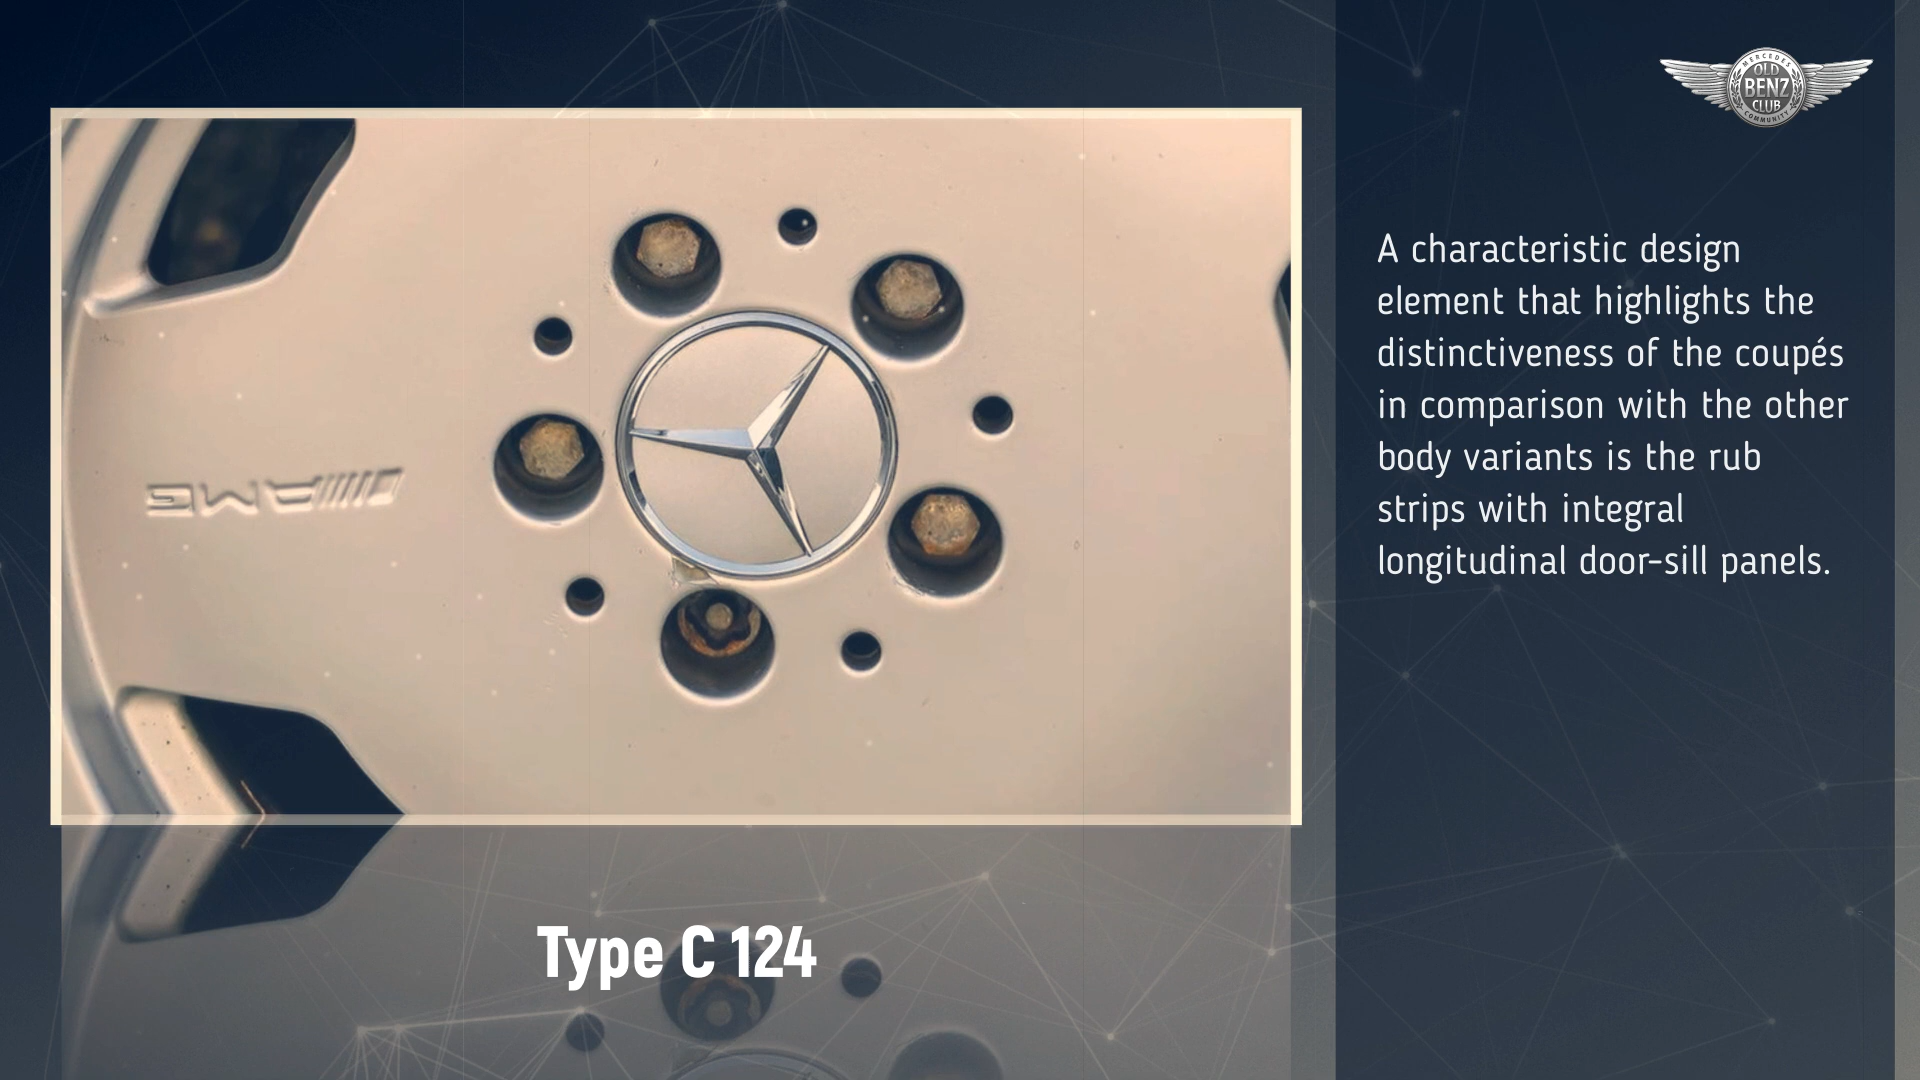 MERCEDES
OLD
BENZ
CLUB
COMMUNITY
A characteristic design
element that highlights the
distinctiveness of the coupés
in comparison with the other
body variants is the rub
strips with integral
longitudinal door-sill panels.
AMG
Type C 124